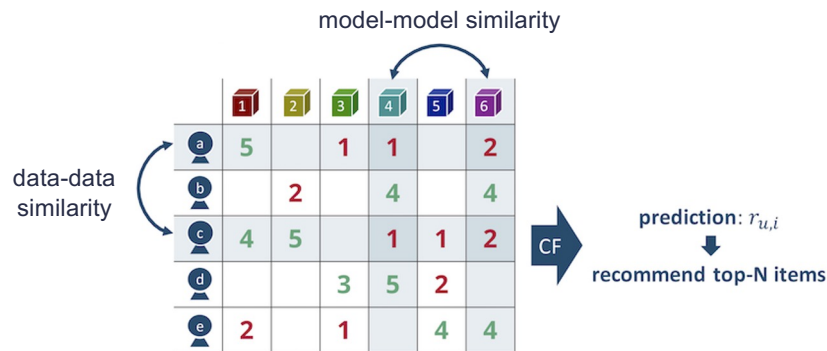 model-model similarity
1 2 3 4 5 6
a 5 1 1 2
data-data
similarity
b 2 4 4
c 4 5 1 1 2
CF
prediction: r_{u,i}
recommend top-N items
d 3 5 2
e 2 1 4 4